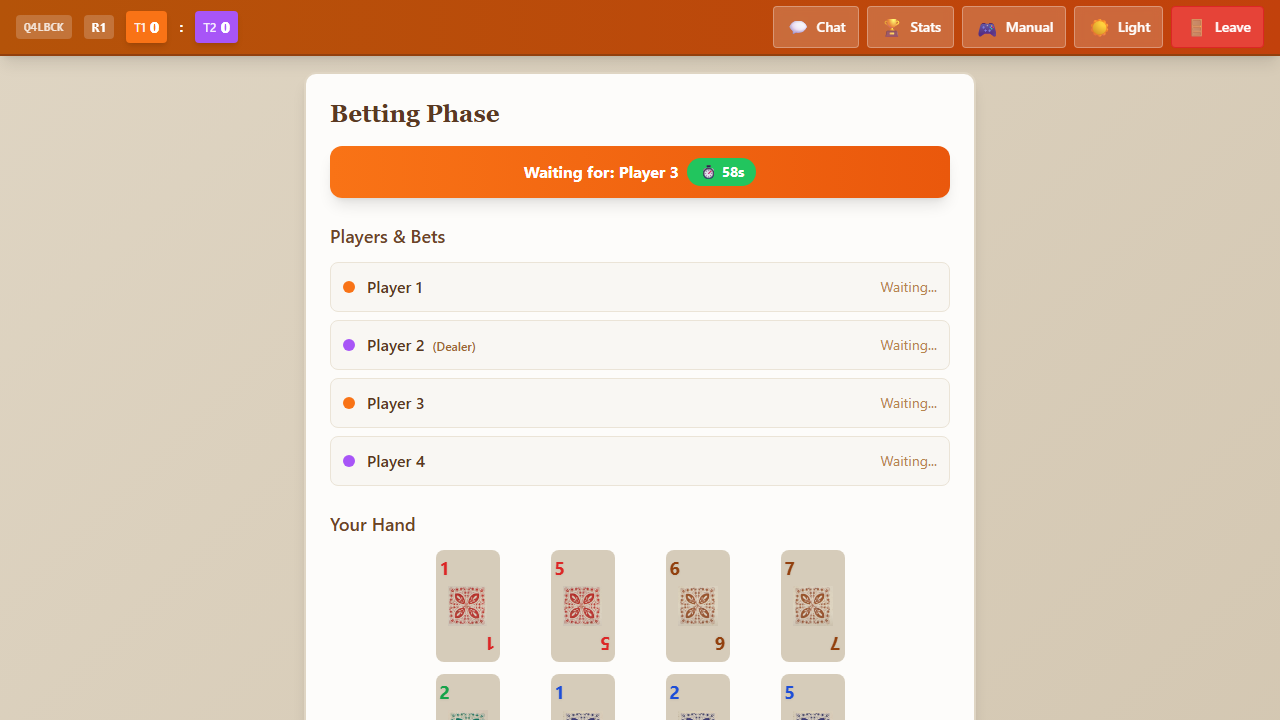 Q4LBCK R1 T1 0 : T2 0 Chat Stats Manual Light Leave
Betting Phase
Waiting for: Player 3 58s
Players & Bets
Player 1 Waiting...
Player 2 (Dealer) Waiting...
Player 3 Waiting...
Player 4 Waiting...
Your Hand
1 5 6 7
1 5 6 7
2 1 2 5